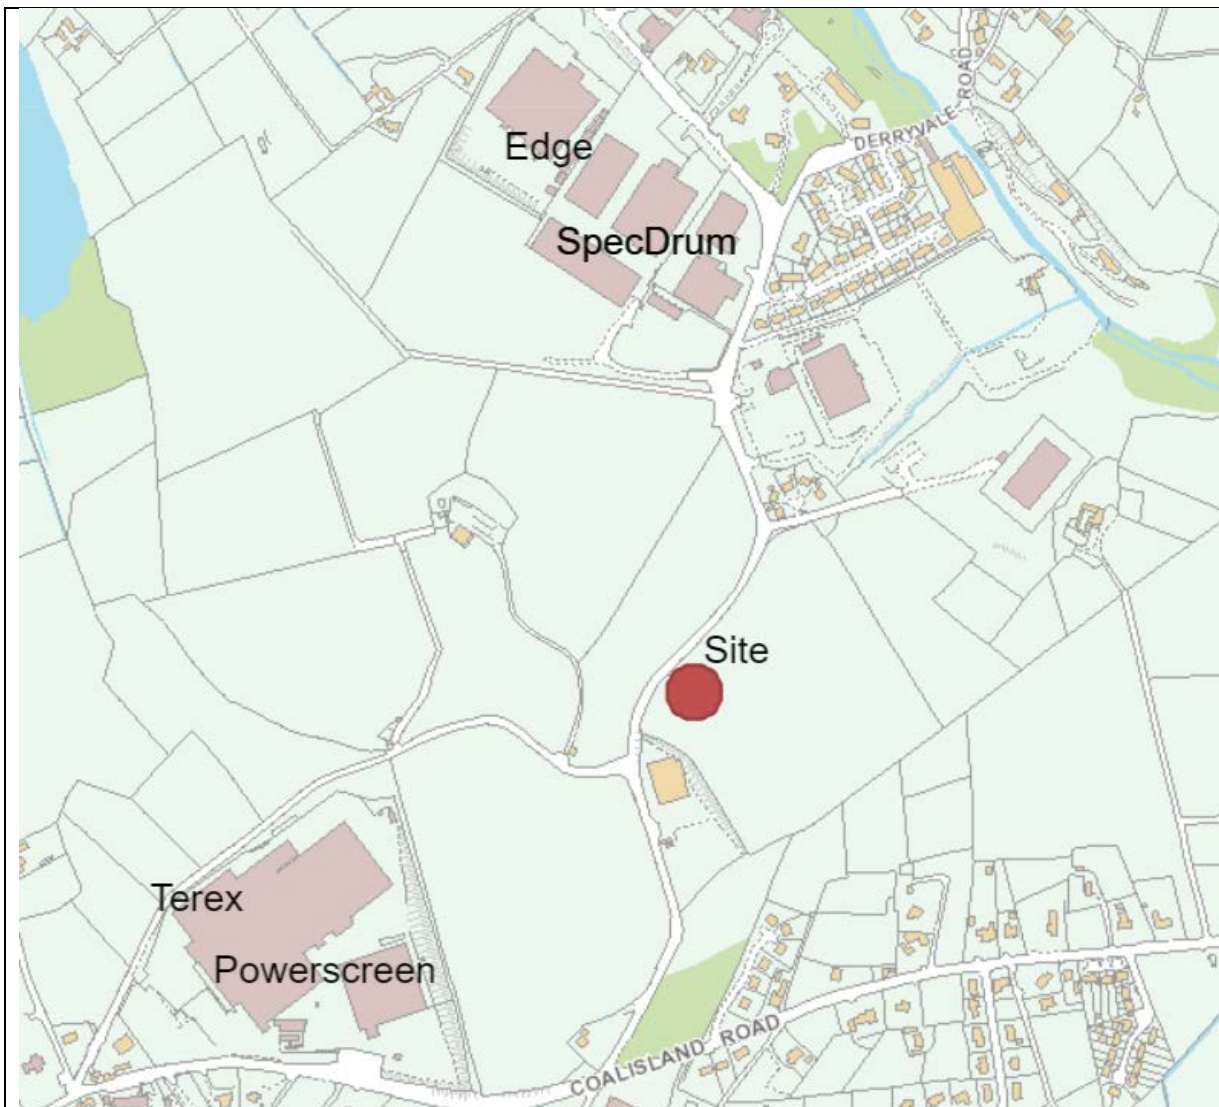 DERRYVALE ROAD
Edge
SpecDrum
Site
Terex
Powerscreen
COALISLAND ROAD